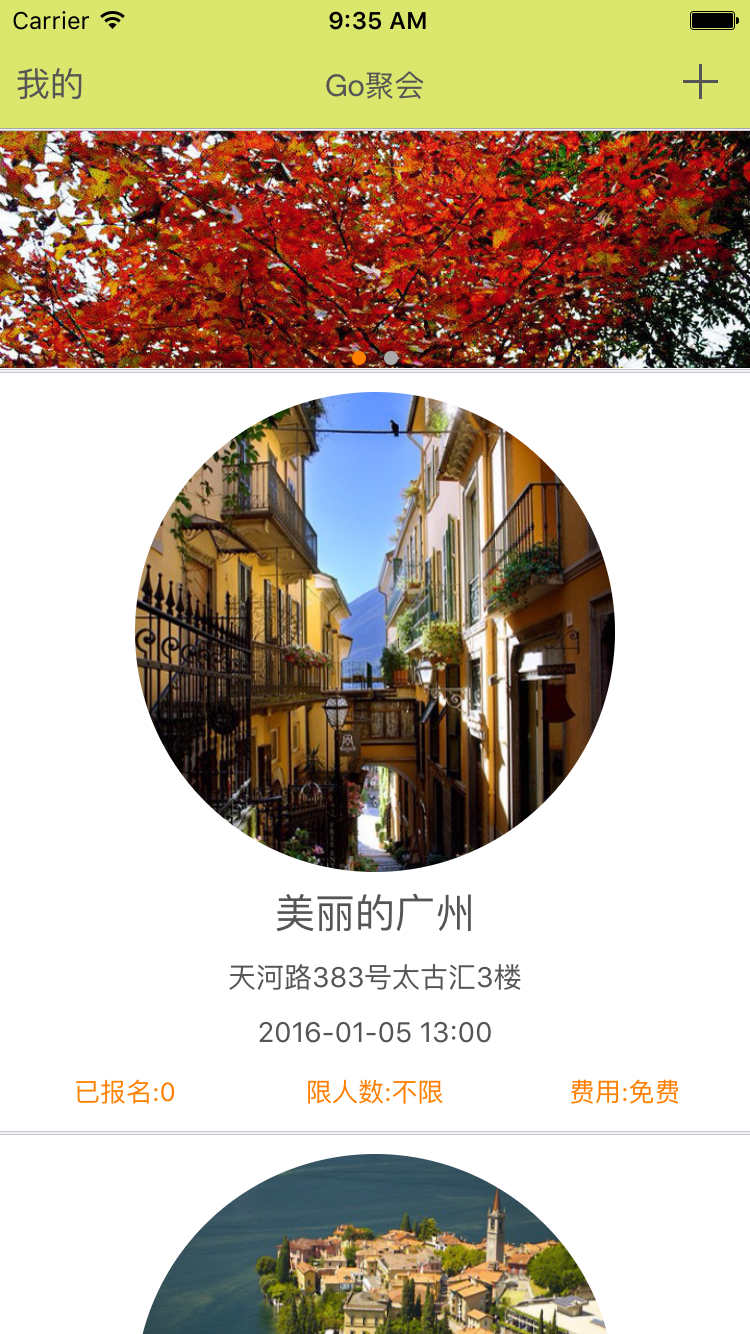 Carrier 9:35 AM
我的 Go聚会
美丽的广州
天河路383号太古汇3楼
2016-01-05 13:00
已报名:0 限人数:不限 费用:免费